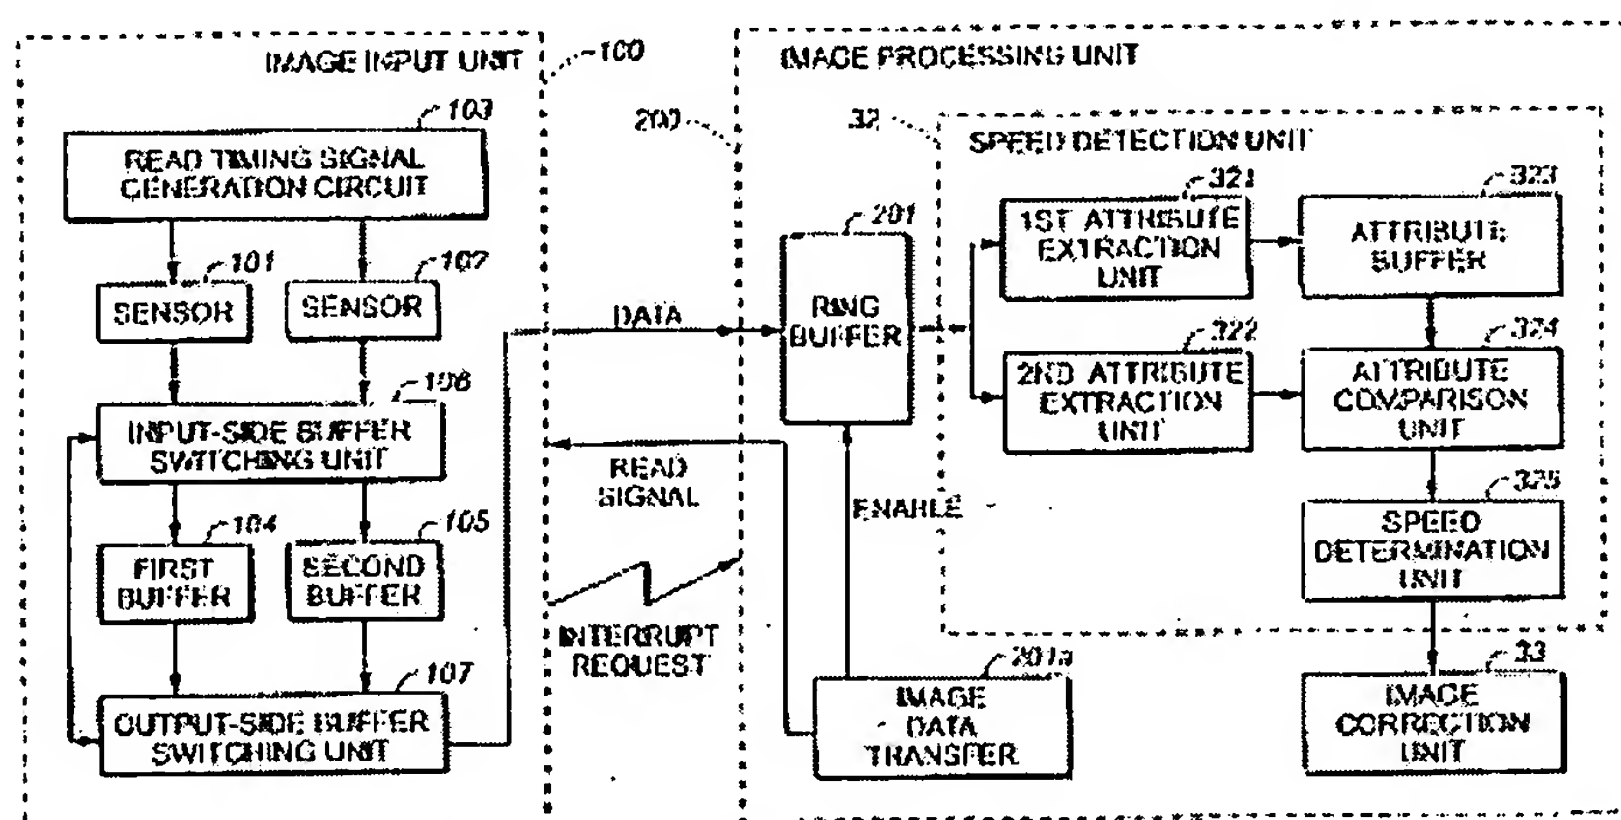 IMAGE INPUT UNIT
100
103
READ TIMING SIGNAL
GENERATION CIRCUIT
101
SENSOR
102
SENSOR
106
INPUT-SIDE BUFFER
SWITCHING UNIT
104
FIRST
BUFFER
105
SECOND
BUFFER
107
OUTPUT-SIDE BUFFER
SWITCHING UNIT
DATA
READ
SIGNAL
INTERRUPT
REQUEST
200
IMAGE PROCESSING UNIT
201
RING
BUFFER
ENABLE
201a
IMAGE
DATA
TRANSFER
32
SPEED DETECTION UNIT
321
1ST ATTRIBUTE
EXTRACTION
UNIT
322
2ND ATTRIBUTE
EXTRACTION
UNIT
323
ATTRIBUTE
BUFFER
324
ATTRIBUTE
COMPARISON
UNIT
325
SPEED
DETERMINATION
UNIT
33
IMAGE
CORRECTION
UNIT